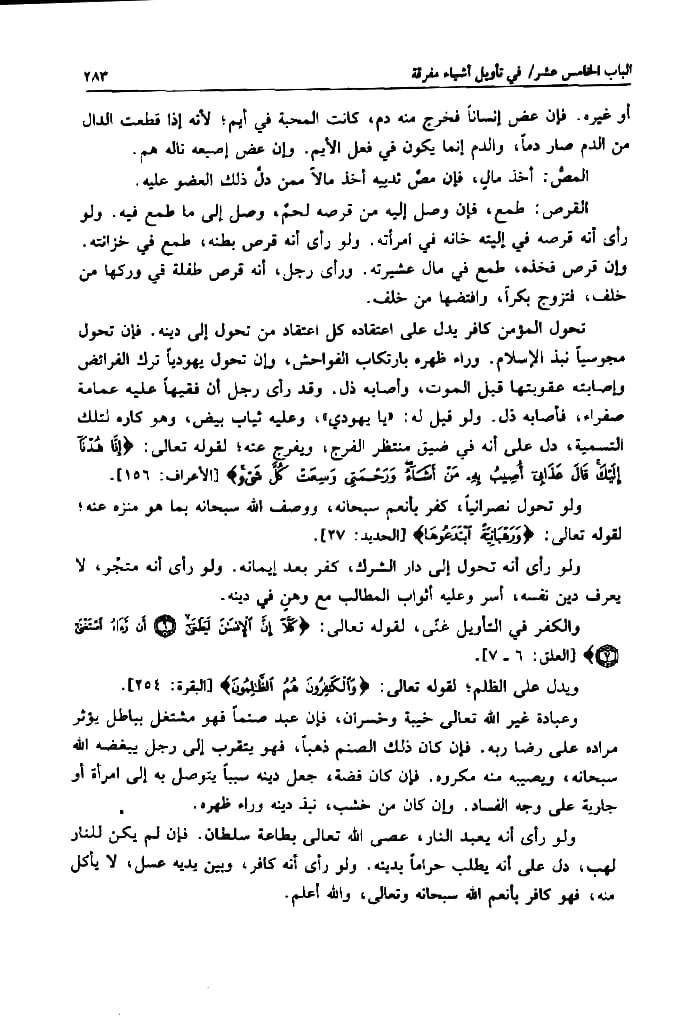 الباب الخامس عشر/ في تأويل أشياء مفرقة ٢٨٣
أو غيره. فإن عض إنساناً فخرج منه دم، كانت المحبة في أيم؛ لأنه إذا قطعت الدال
من الدم صار دماً، والدم إنما يكون في فعل الأيم. وإن عض إصبعه ناله هم.
المصُّ: أخذ مالٍ، فإن مصَّ ثدييه أخذ مالاً ممن دلَّ ذلك العضو عليه.
القرص: طمع، فإن وصل إليه من قرصه لحمٌ، وصل إلى ما طمع فيه. ولو
رأى أنه قرصه في إليته خانه في امرأته. ولو رأى أنه قرص بطنه، طمع في خزانته.
وإن قرص فخذه، طمع في مال عشيرته. ورأى رجل، أنه قرص طفلة في وركها من
خلف، فتزوج بكراً، وافتضها من خلف.
تحول المؤمن كافر يدل على اعتقاده كل اعتقاد من تحول إلى دينه. فإن تحول
مجوسياً نبذ الإسلام. وراء ظهره بارتكاب الفواحش، وإن تحول يهودياً ترك الفرائض
وإصابته عقوبتها قبل الموت، وأصابه ذل. وقد رأى رجل أن فقيهاً عليه عمامة
صفراء، فأصابه ذل. ولو قيل له: «يا يهودي»، وعليه ثياب بيض، وهو كاره لتلك
التسمية، دل على أنه في ضيق منتظر الفرج، ويفرج عنه؛ لقوله تعالى: ﴿إِنَّا هُدْنَآ
إِلَيْكَ قَالَ عَذَابِىٓ أُصِيبُ بِهِۦ مَنْ أَشَآءُ وَرَحْمَتِى وَسِعَتْ كُلَّ شَىْءٍ﴾ [الأعراف: ١٥٦].
ولو تحول نصرانياً، كفر بأنعم سبحانه، ووصف الله سبحانه بما هو منزه عنه؛
لقوله تعالى: ﴿وَرَهْبَانِيَّةً ٱبْتَدَعُوهَا﴾ [الحديد: ٢٧].
ولو رأى أنه تحول إلى دار الشرك، كفر بعد إيمانه. ولو رأى أنه متجْر، لا
يعرف دين نفسه، أسر وعليه أثواب المطالب مع وهنٍ في دينه.
والكفر في التأويل غنًى، لقوله تعالى: ﴿كَلَّآ إِنَّ ٱلْإِنسَٰنَ لَيَطْغَىٰٓ ۝٦ أَن رَّءَاهُ ٱسْتَغْنَىٰٓ
۝٧﴾ [العلق: ٦ ـ ٧].
ويدل على الظلم؛ لقوله تعالى: ﴿وَٱلْكَٰفِرُونَ هُمُ ٱلظَّٰلِمُونَ﴾ [البقرة: ٢٥٤].
وعبادة غير الله تعالى خيبة وخسران، فإن عبد صنماً فهو مشتغل بباطل يؤثر
مراده على رضا ربه. فإن كان ذلك الصنم ذهباً، فهو يتقرب إلى رجل يبغضه الله
سبحانه، ويصيبه منه مكروه. فإن كان فضة، جعل دينه سبباً يتوصل به إلى امرأة أو
جارية على وجه الفساد. وإن كان من خشب، نبذ دينه وراء ظهره.
ولو رأى أنه يعبد النار، عصى الله تعالى بطاعة سلطان. فإن لم يكن للنار
لهب، دل على أنه يطلب حراماً بدينه. ولو رأى أنه كافر، وبين يديه عسل، لا يأكل
منه، فهو كافر بأنعم الله سبحانه وتعالى، والله أعلم.